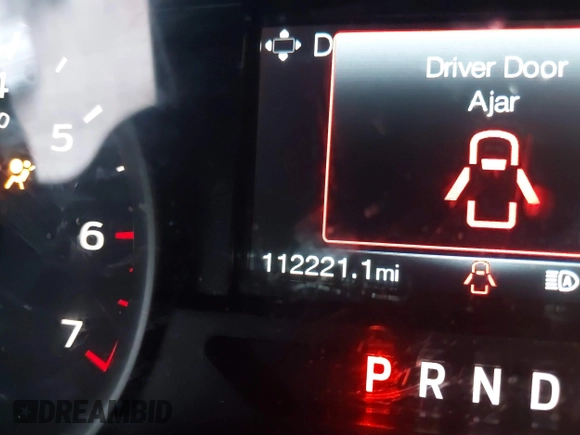 D
Driver Door
Ajar
5
6
7
112221.1mi
A
P R N D
DREAMBID